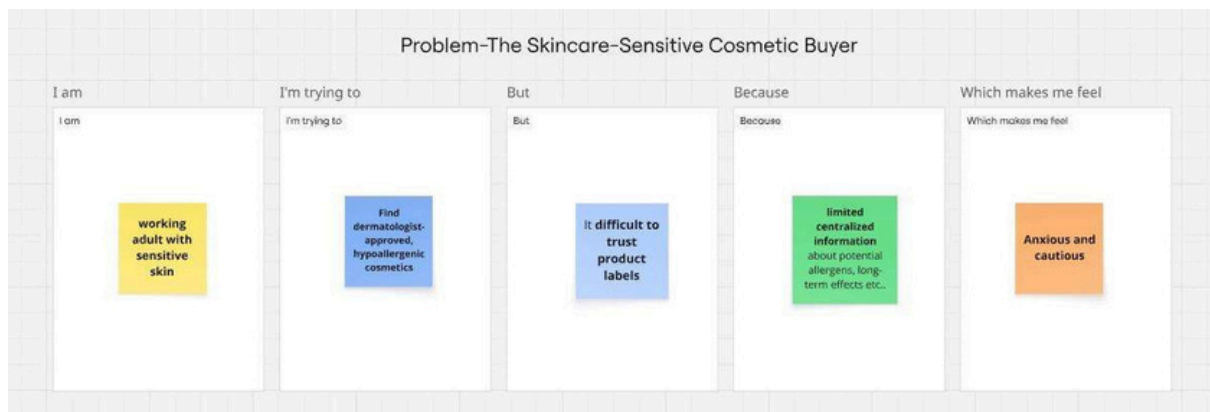 Problem-The Skincare-Sensitive Cosmetic Buyer
I am
I'm trying to
But
Because
Which makes me feel
I am
I'm trying to
But
Because
Which makes me feel
working
adult with
sensitive
skin
Find
dermatologist-
approved,
hypoallergenic
cosmetics
It difficult to
trust
product
labels
limited
centralized
information
about potential
allergens, long-
term effects etc..
Anxious and
cautious